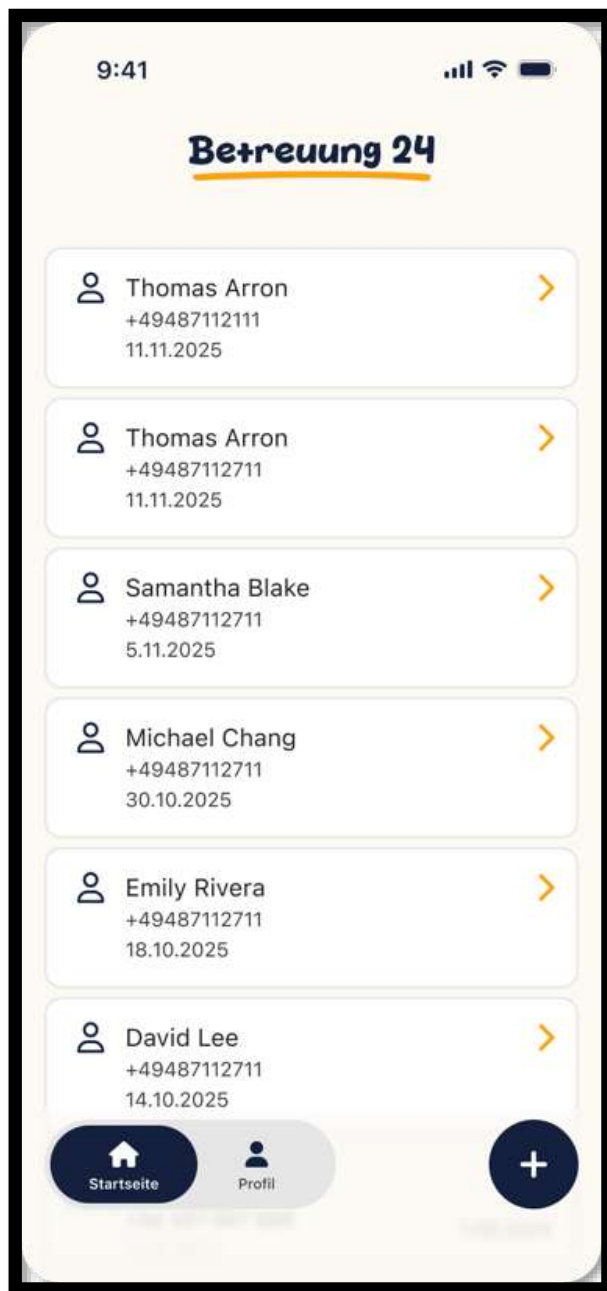 9:41
Betreuung 24
Thomas Arron
+49487112111
11.11.2025
Thomas Arron
+49487112711
11.11.2025
Samantha Blake
+49487112711
5.11.2025
Michael Chang
+49487112711
30.10.2025
Emily Rivera
+49487112711
18.10.2025
David Lee
+49487112711
14.10.2025
Startseite
Profil